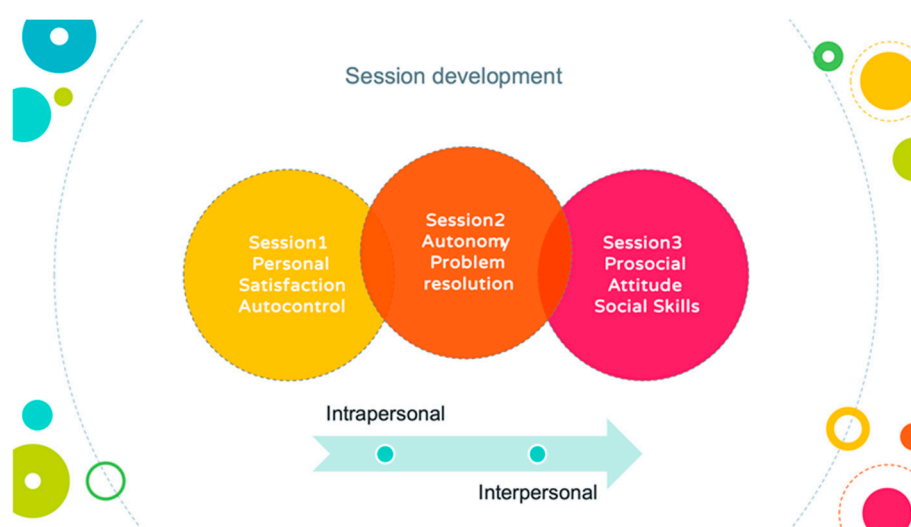 Session development
Session1
Personal
Satisfaction
Autocontrol
Session2
Autonomy
Problem
resolution
Session3
Prosocial
Attitude
Social Skills
Intrapersonal
Interpersonal